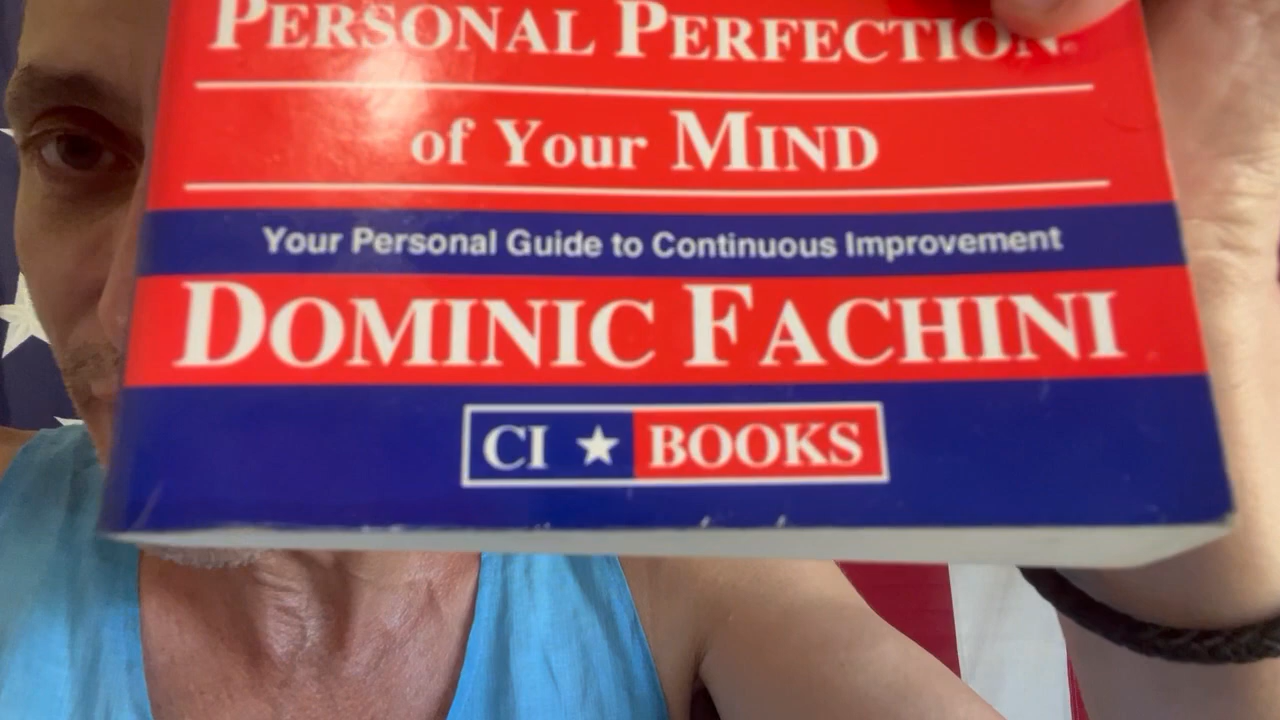 PERSONAL PERFECTION
of Your MIND
Your Personal Guide to Continuous Improvement
DOMINIC FACHINI
CI ★ BOOKS